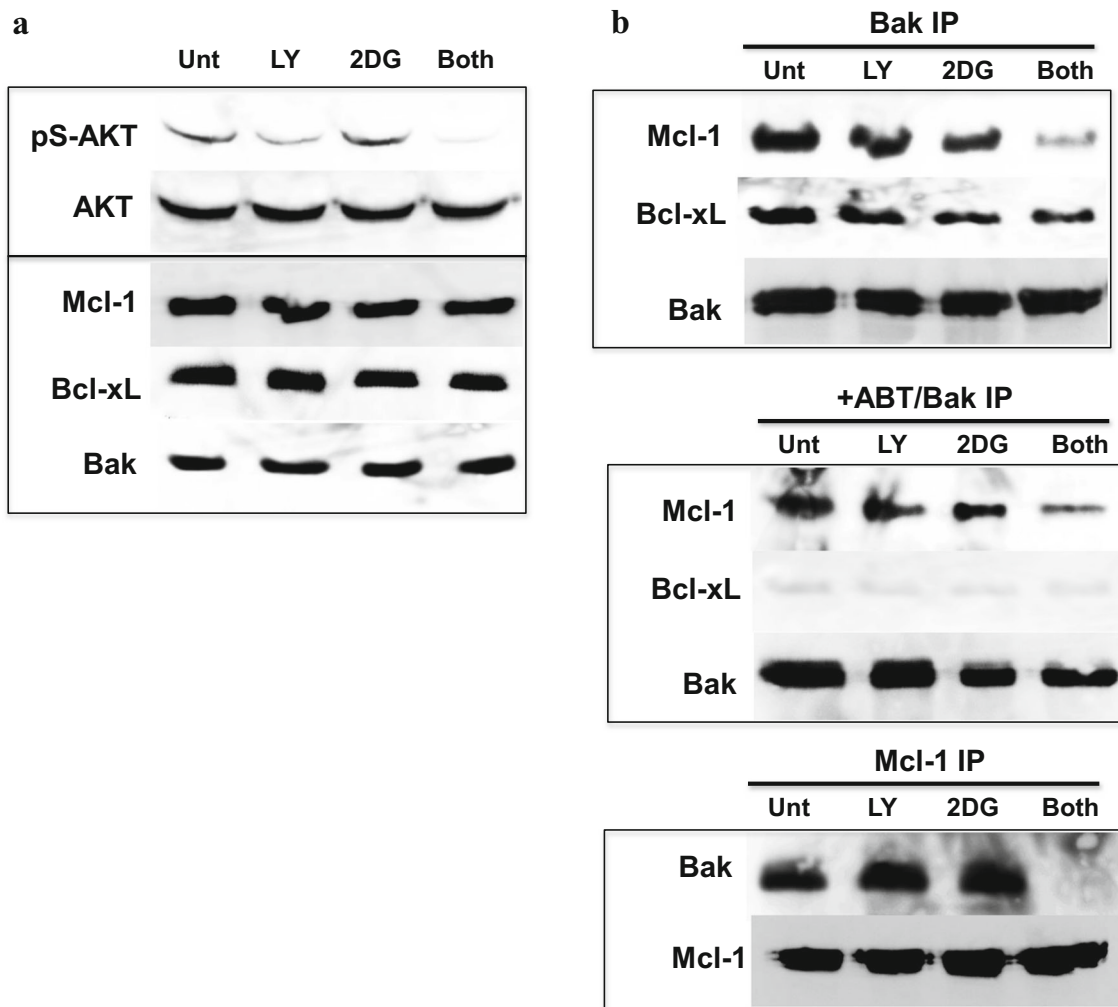 a
Unt LY 2DG Both
pS-AKT
AKT
Mcl-1
Bcl-xL
Bak
b
Bak IP
Unt LY 2DG Both
Mcl-1
Bcl-xL
Bak
+ABT/Bak IP
Unt LY 2DG Both
Mcl-1
Bcl-xL
Bak
Mcl-1 IP
Unt LY 2DG Both
Bak
Mcl-1